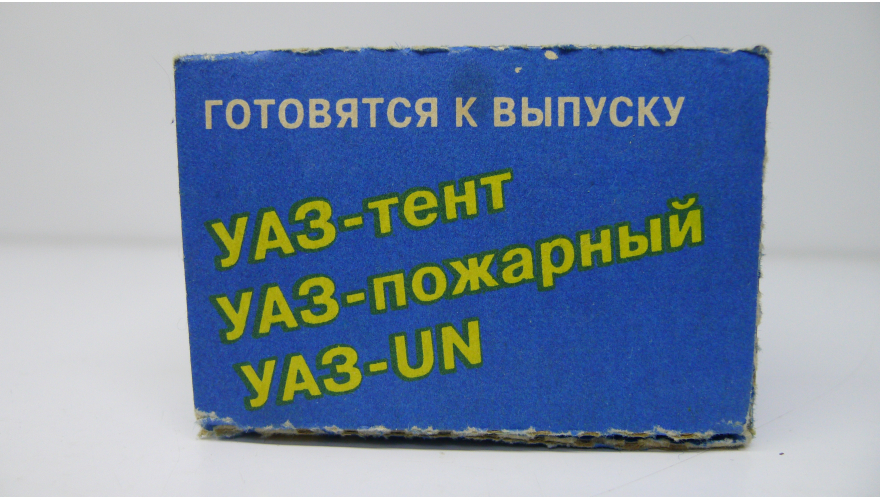 ГОТОВЯТСЯ К ВЫПУСКУ
УАЗ-тент
УАЗ-пожарный
УАЗ-UN